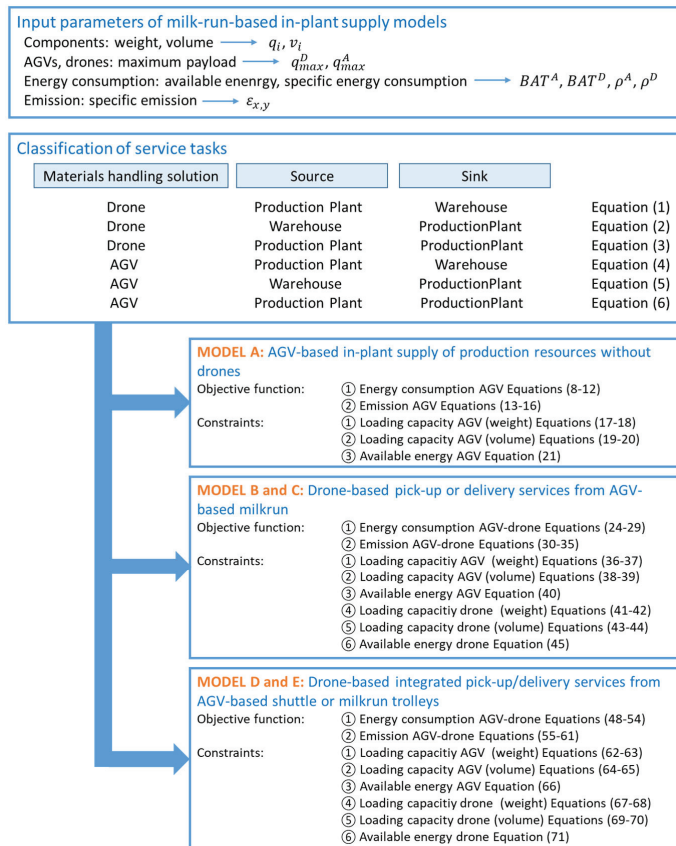 Input parameters of milk-run-based in-plant supply models
Components: weight, volume ⟶ q_i, v_i
AGVs, drones: maximum payload ⟶ q_max^D, q_max^A
Energy consumption: available enenrgy, specific energy consumption ⟶ BAT^A, BAT^D, ρ^A, ρ^D
Emission: specific emission ⟶ ε_x,y
Classification of service tasks
Materials handling solution Source Sink
Drone Production Plant Warehouse Equation (1)
Drone Warehouse ProductionPlant Equation (2)
Drone Production Plant ProductionPlant Equation (3)
AGV Production Plant Warehouse Equation (4)
AGV Warehouse ProductionPlant Equation (5)
AGV Production Plant ProductionPlant Equation (6)
MODEL A: AGV-based in-plant supply of production resources without
drones
Objective function: ① Energy consumption AGV Equations (8-12)
② Emission AGV Equations (13-16)
Constraints: ① Loading capacity AGV (weight) Equations (17-18)
② Loading capacity AGV (volume) Equations (19-20)
③ Available energy AGV Equation (21)
MODEL B and C: Drone-based pick-up or delivery services from AGV-
based milkrun
Objective function: ① Energy consumption AGV-drone Equations (24-29)
② Emission AGV-drone Equations (30-35)
Constraints: ① Loading capacitiy AGV (weight) Equations (36-37)
② Loading capacity AGV (volume) Equations (38-39)
③ Available energy AGV Equation (40)
④ Loading capacitiy drone (weight) Equations (41-42)
⑤ Loading capacity drone (volume) Equations (43-44)
⑥ Available energy drone Equation (45)
MODEL D and E: Drone-based integrated pick-up/delivery services from
AGV-based shuttle or milkrun trolleys
Objective function: ① Energy consumption AGV-drone Equations (48-54)
② Emission AGV-drone Equations (55-61)
Constraints: ① Loading capacitiy AGV (weight) Equations (62-63)
② Loading capacity AGV (volume) Equations (64-65)
③ Available energy AGV Equation (66)
④ Loading capacitiy drone (weight) Equations (67-68)
⑤ Loading capacity drone (volume) Equations (69-70)
⑥ Available energy drone Equation (71)